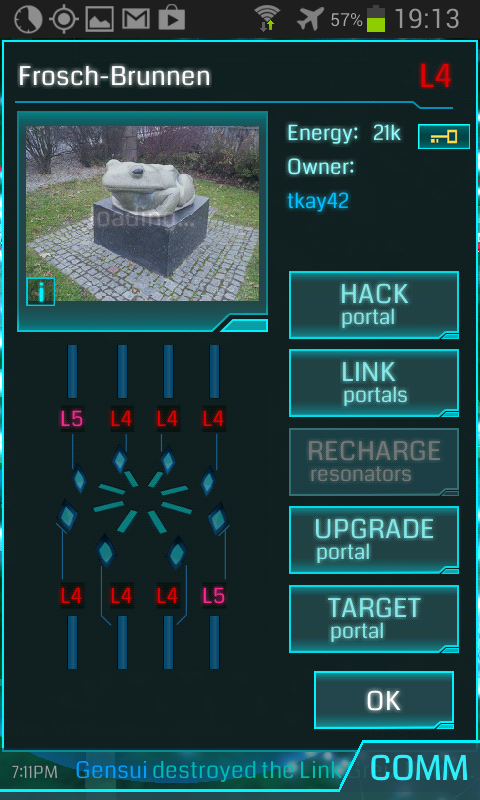 57% 19:13
Frosch-Brunnen L4
Energy: 21k
Owner:
tkay42
loading...
i
HACK
portal
LINK
portals
L5 L4 L4 L4
RECHARGE
resonators
UPGRADE
portal
L4 L4 L4 L5
TARGET
portal
OK
7:11PM Gensui destroyed the Link
COMM